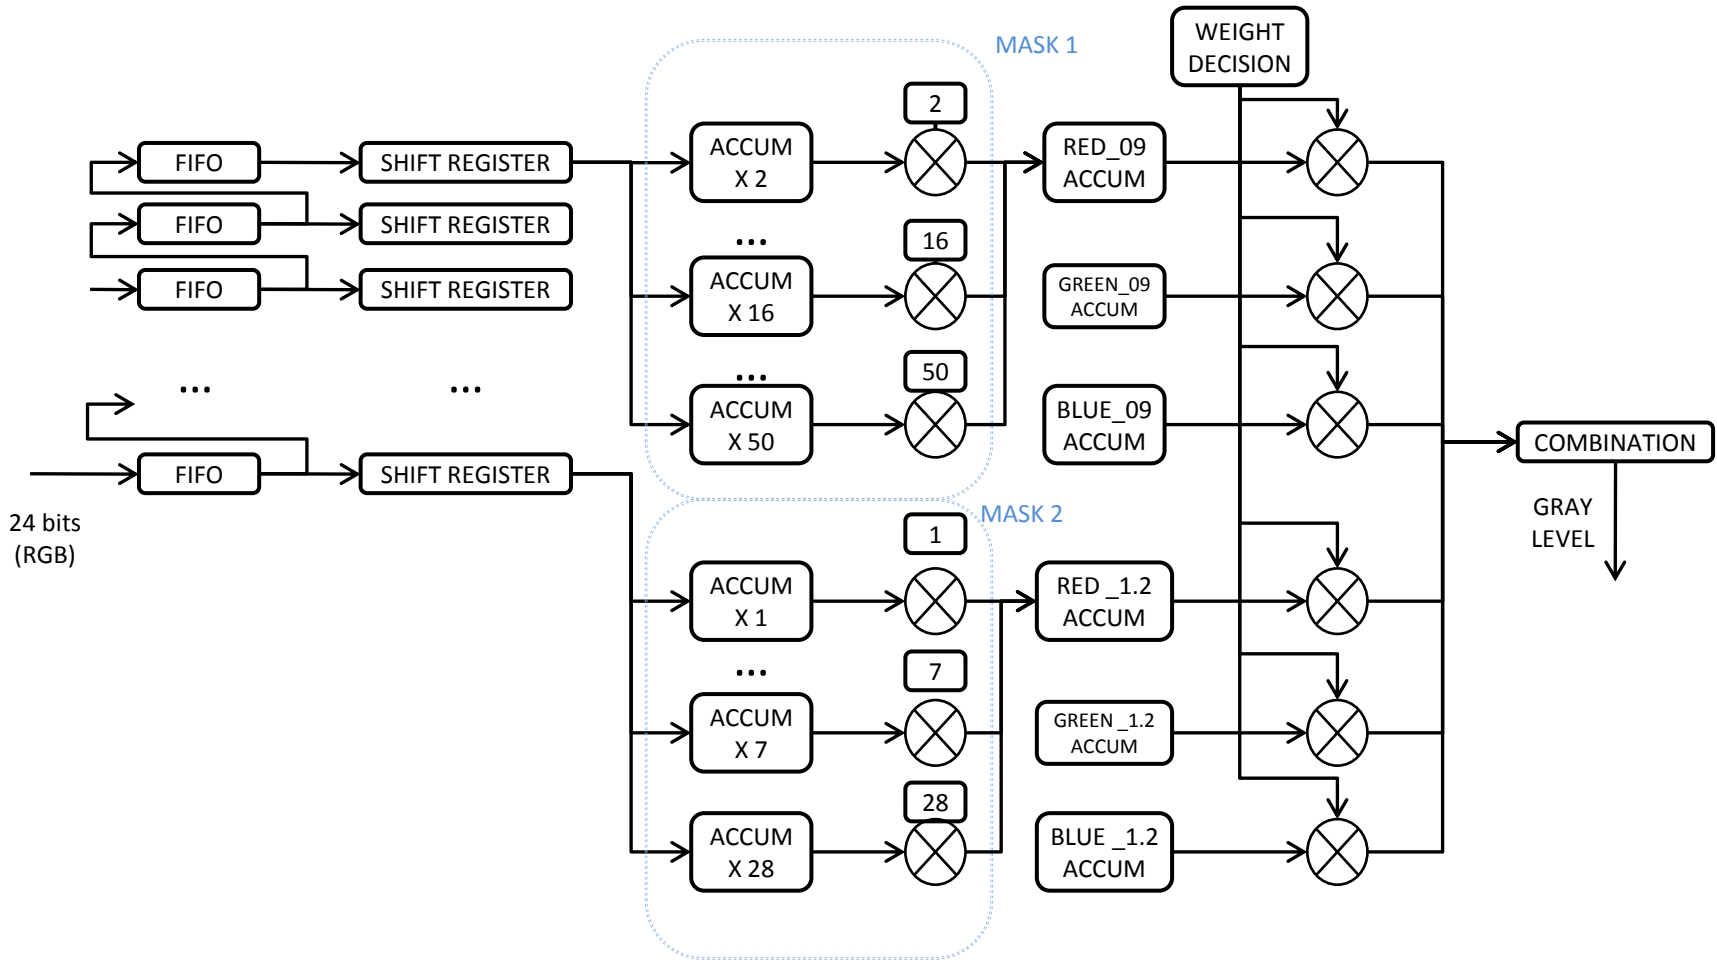 WEIGHT
DECISION
MASK 1
2
FIFO
SHIFT REGISTER
ACCUM
X 2
RED_09
ACCUM
FIFO
SHIFT REGISTER
...
16
FIFO
SHIFT REGISTER
ACCUM
X 16
GREEN_09
ACCUM
...
...
...
50
ACCUM
X 50
BLUE_09
ACCUM
COMBINATION
FIFO
SHIFT REGISTER
24 bits
(RGB)
MASK 2
GRAY
LEVEL
1
ACCUM
X 1
RED _1.2
ACCUM
...
7
ACCUM
X 7
GREEN _1.2
ACCUM
28
ACCUM
X 28
BLUE _1.2
ACCUM